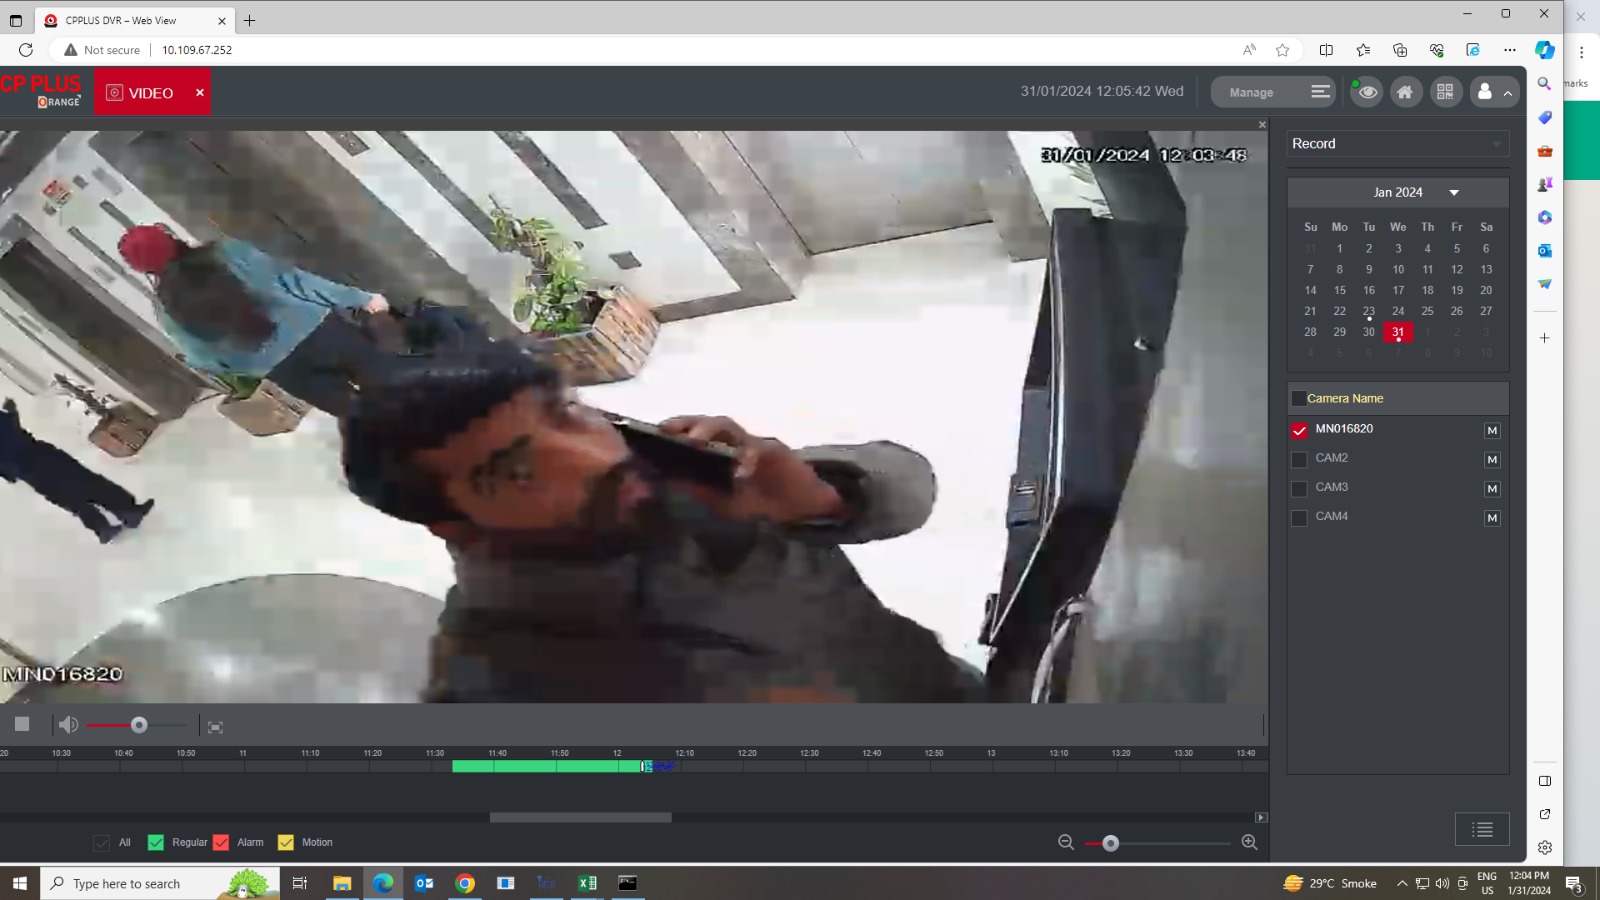 CPPLUS DVR – Web View
Not secure
10.109.67.252
marks
CP PLUS
ORANGE
VIDEO
31/01/2024 12:05:42 Wed
Manage
31/01/2024 12:03:48
MN016820
Record
Jan 2024
Su Mo Tu We Th Fr Sa
31 1 2 3 4 5 6
7 8 9 10 11 12 13
14 15 16 17 18 19 20
21 22 23 24 25 26 27
28 29 30 31 1 2 3
4 5 6 7 8 9 10
Camera Name
MN016820 M
CAM2 M
CAM3 M
CAM4 M
20 10:30 10:40 10:50 11 11:10 11:20 11:30 11:40 11:50 12 12:10 12:20 12:30 12:40 12:50 13 13:10 13:20 13:30 13:40
All Regular Alarm Motion
Type here to search
29°C Smoke
ENG
US
12:04 PM
1/31/2024
3